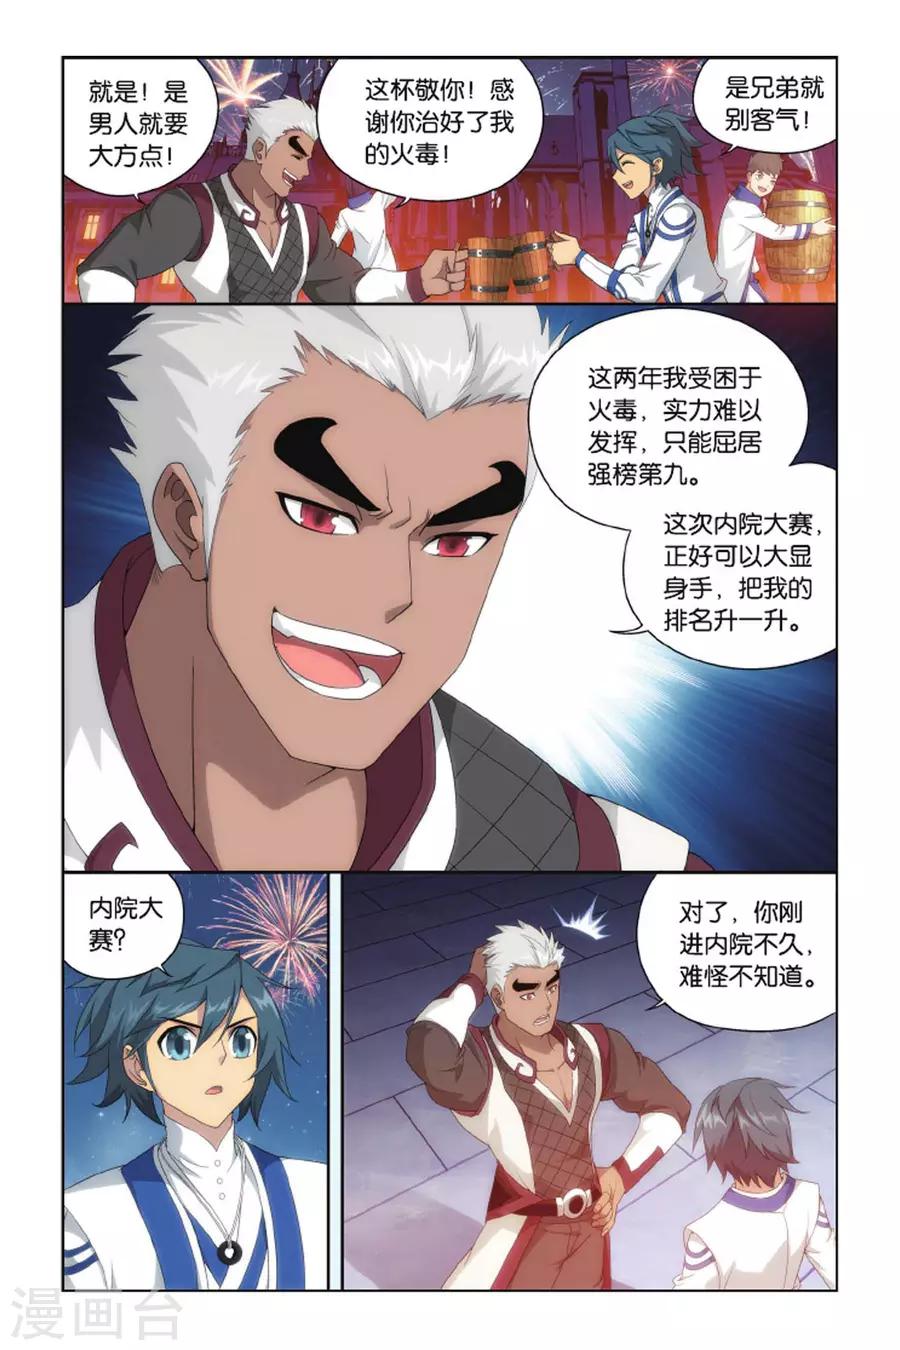 就是！是
男人就要
大方点！
这杯敬你！感
谢你治好了我
的火毒！
是兄弟就
别客气！
这两年我受困于
火毒，实力难以
发挥，只能屈居
强榜第九。
这次内院大赛，
正好可以大显
身手，把我的
排名升一升。
内院大
赛？
对了，你刚
进内院不久，
难怪不知道。
漫画台